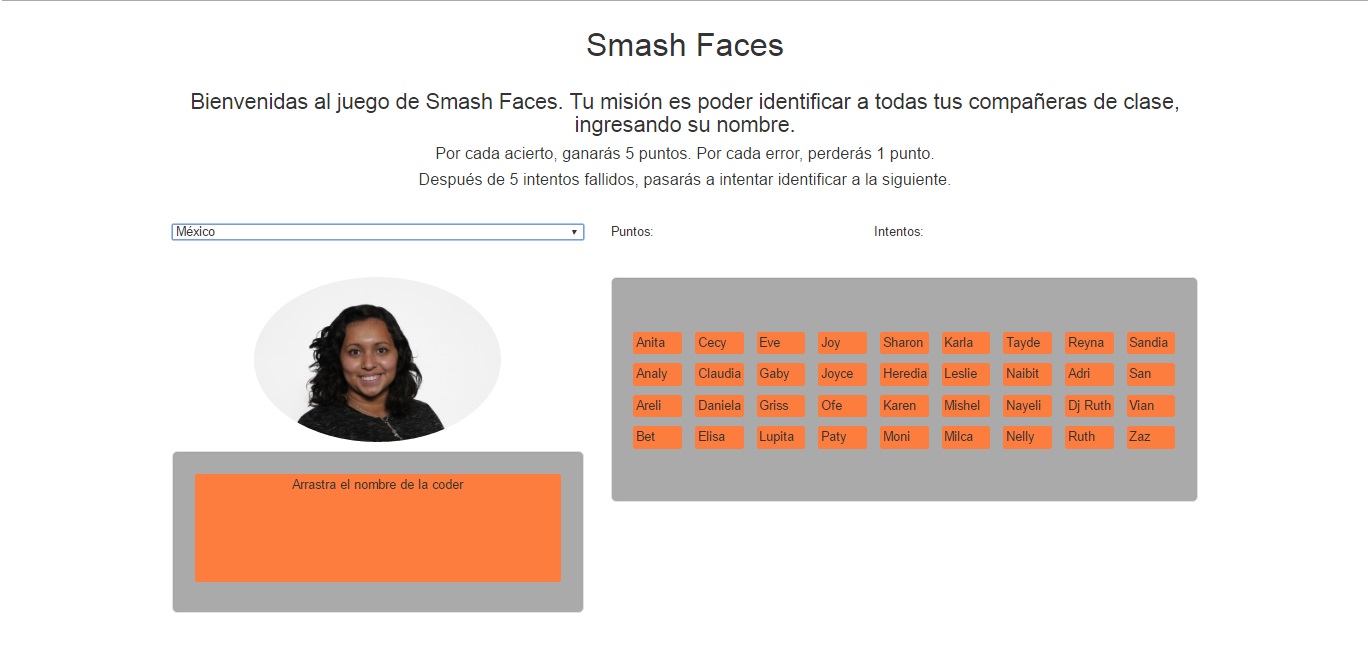 Smash Faces
Bienvenidas al juego de Smash Faces. Tu misión es poder identificar a todas tus compañeras de clase,
ingresando su nombre.
Por cada acierto, ganarás 5 puntos. Por cada error, perderás 1 punto.
Después de 5 intentos fallidos, pasarás a intentar identificar a la siguiente.
México
Puntos:
Intentos:
Anita Cecy Eve Joy Sharon Karla Tayde Reyna Sandia
Analy Claudia Gaby Joyce Heredia Leslie Naibit Adri San
Areli Daniela Griss Ofe Karen Mishel Nayeli Dj Ruth Vian
Bet Elisa Lupita Paty Moni Milca Nelly Ruth Zaz
Arrastra el nombre de la coder